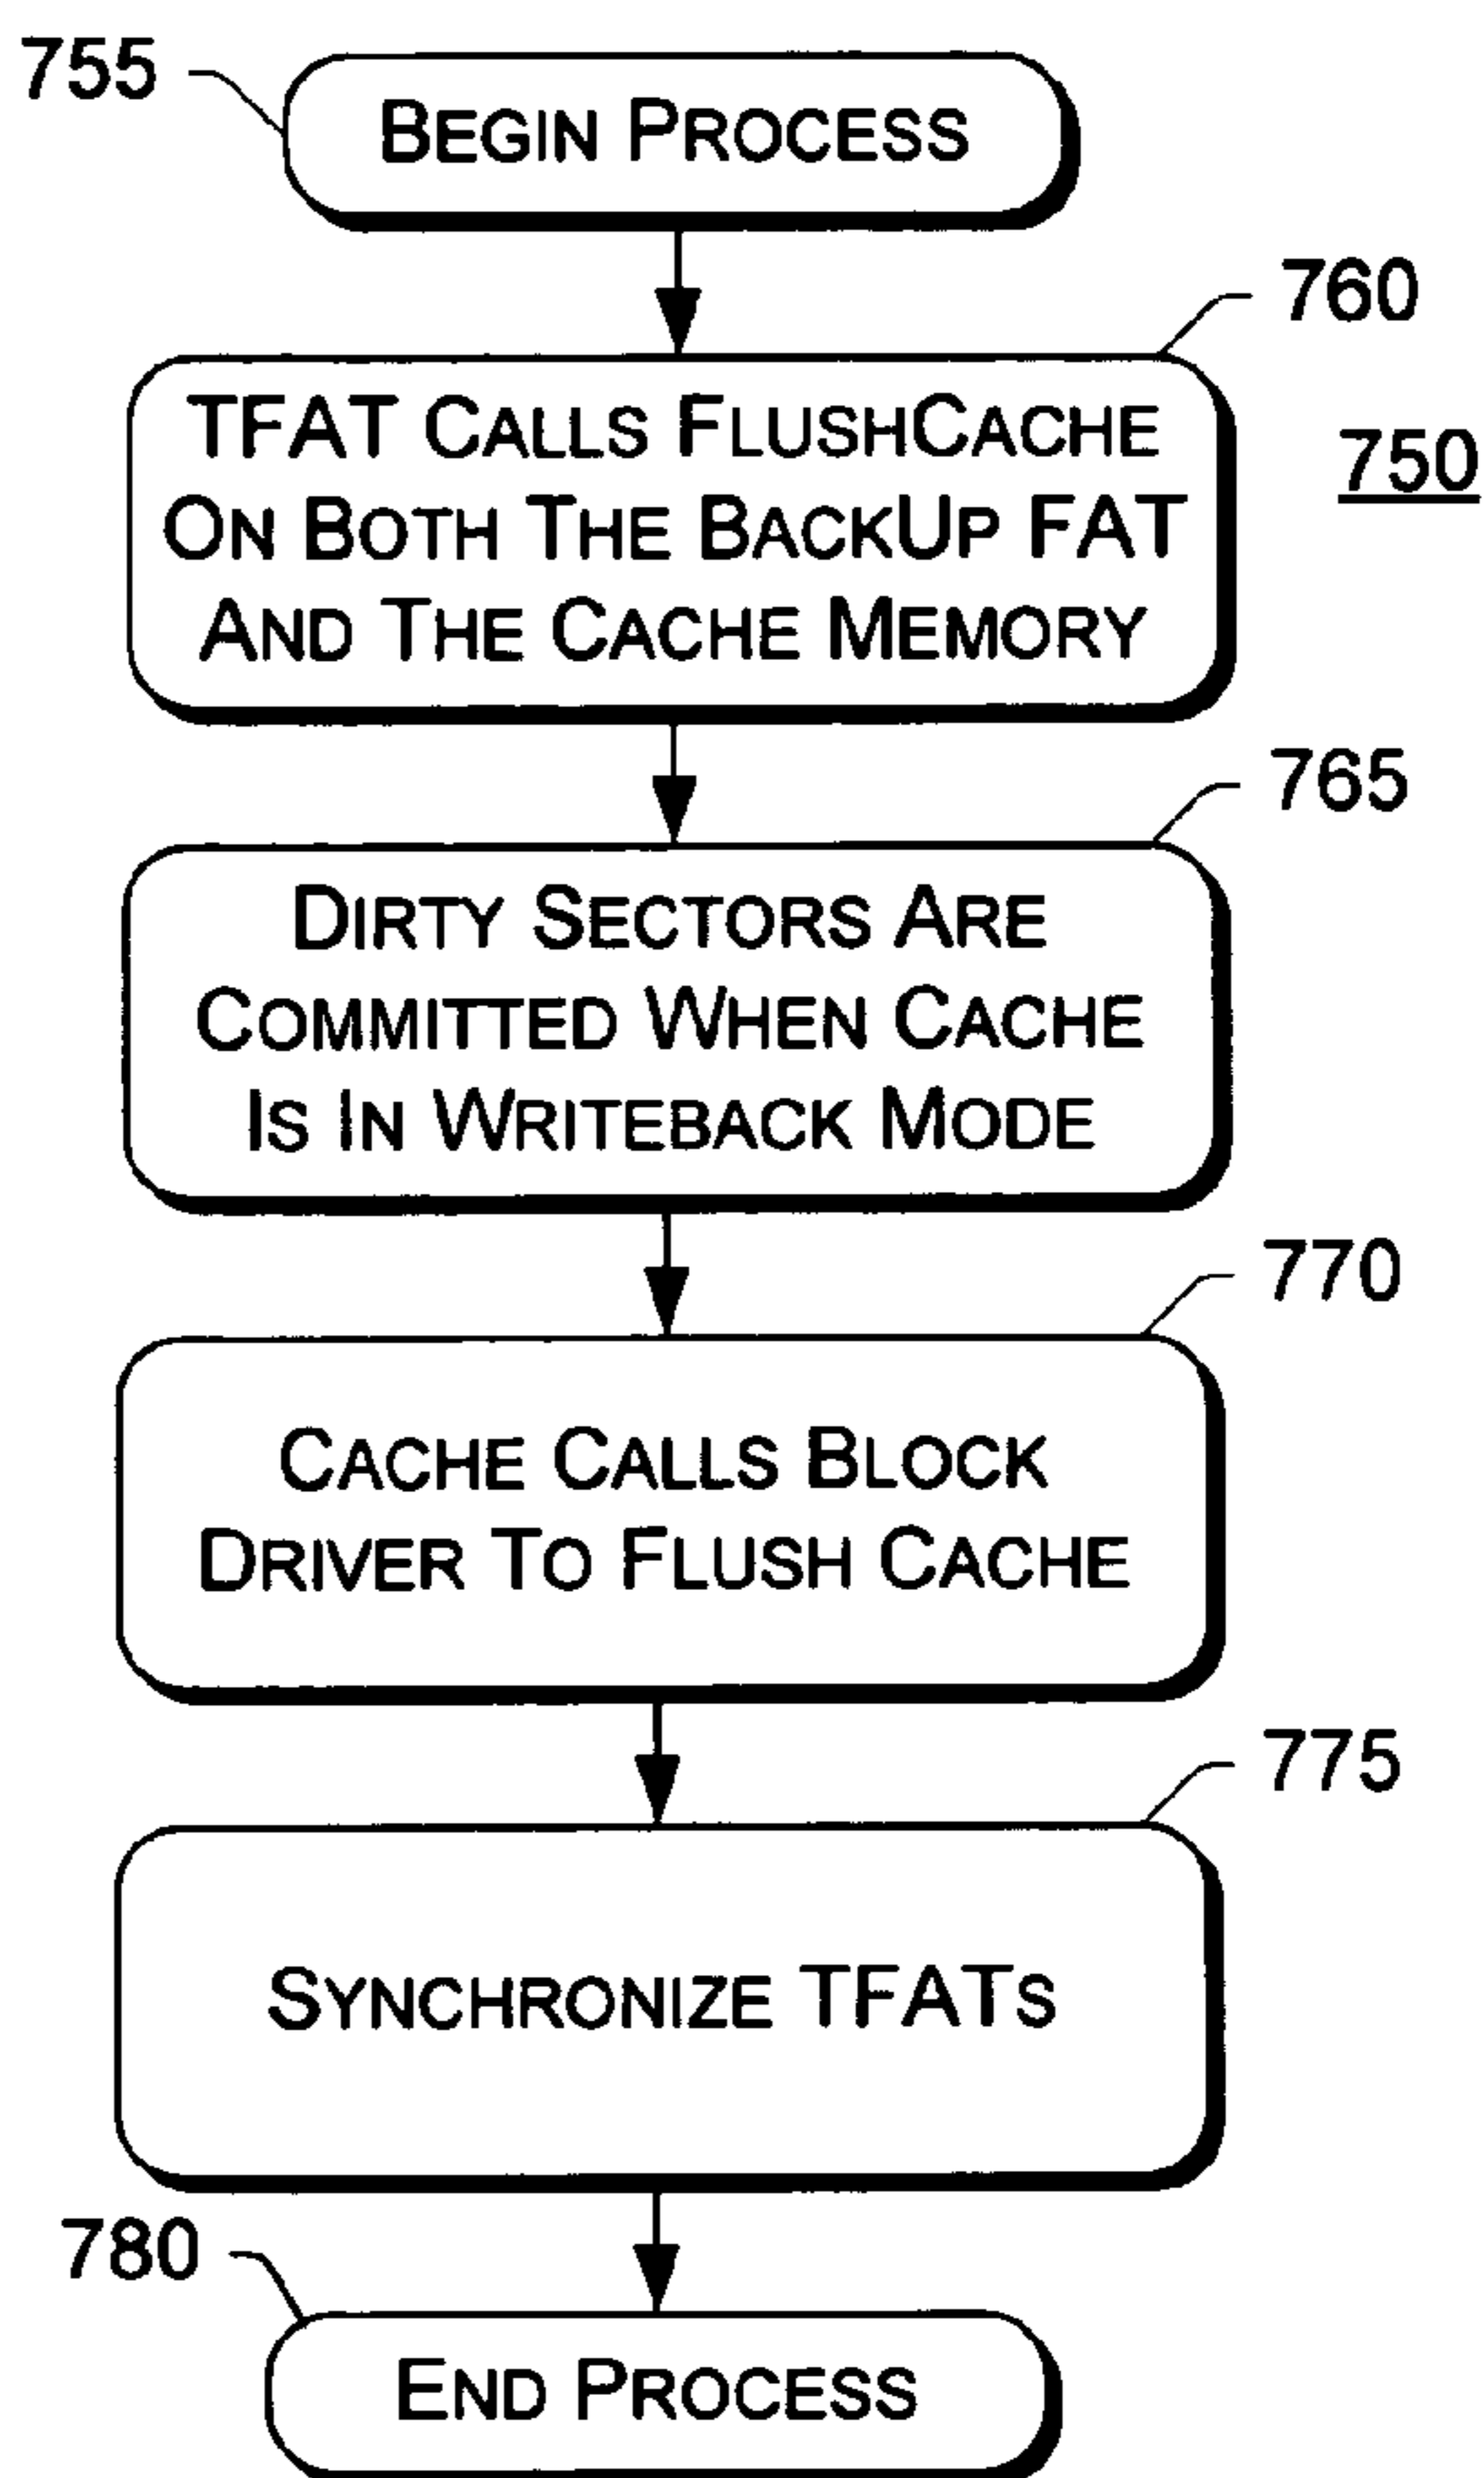 755
BEGIN PROCESS
760
TFAT CALLS FLUSHCACHE
ON BOTH THE BACKUP FAT
AND THE CACHE MEMORY
750
765
DIRTY SECTORS ARE
COMMITTED WHEN CACHE
IS IN WRITEBACK MODE
770
CACHE CALLS BLOCK
DRIVER TO FLUSH CACHE
775
SYNCHRONIZE TFATS
780
END PROCESS